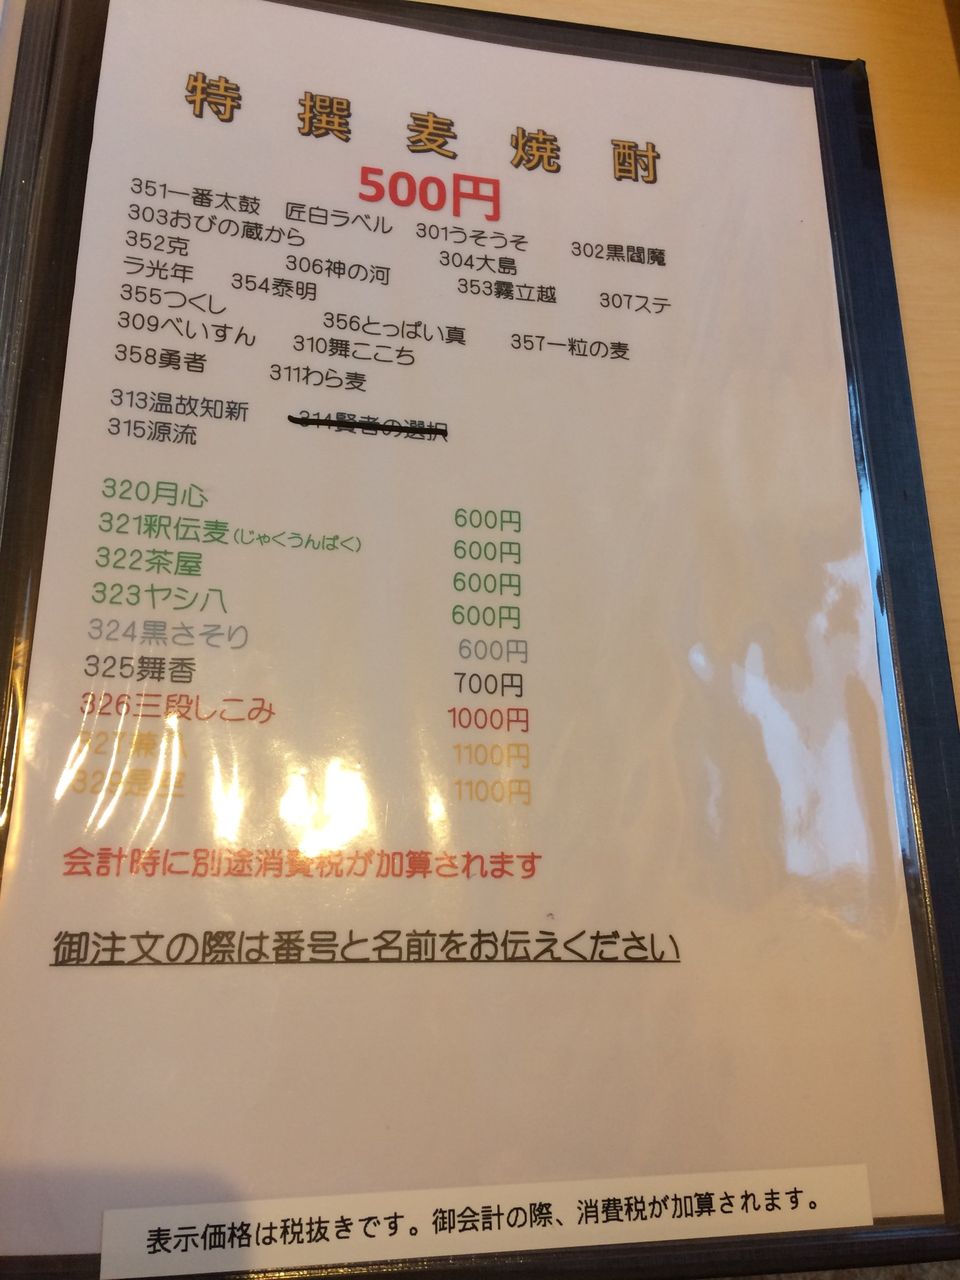 特撰麦焼酎
500円
351一番太鼓 匠白ラベル 301うそうそ 302黒閻魔
303おびの蔵から 304大島
352克 306神の河 353霧立越 307ステ
ラ光年 354泰明
355つくし 356とっぱい真 357一粒の麦
309べいすん 310舞ここち
358勇者 311わら麦
313温故知新 314賢者の選択
315源流
320月心 600円
321釈伝麦(じゃくうんばく) 600円
322茶屋 600円
323ヤシ八 600円
324黒さそり 600円
325舞香 700円
326三段しこみ 1000円
327 1100円
329是空 1100円
会計時に別途消費税が加算されます
御注文の際は番号と名前をお伝えください
表示価格は税抜きです。御会計の際、消費税が加算されます。